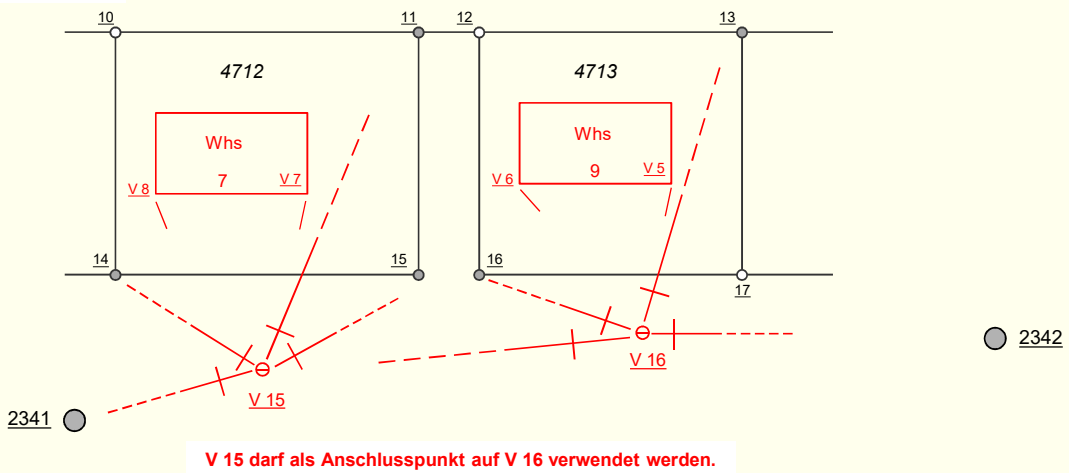 10
11
12
13
4712
4713
Whs
7
V 8
V 7
Whs
9
V 6
V 5
14
15
16
17
V 15
V 16
2341
2342
V 15 darf als Anschlusspunkt auf V 16 verwendet werden.